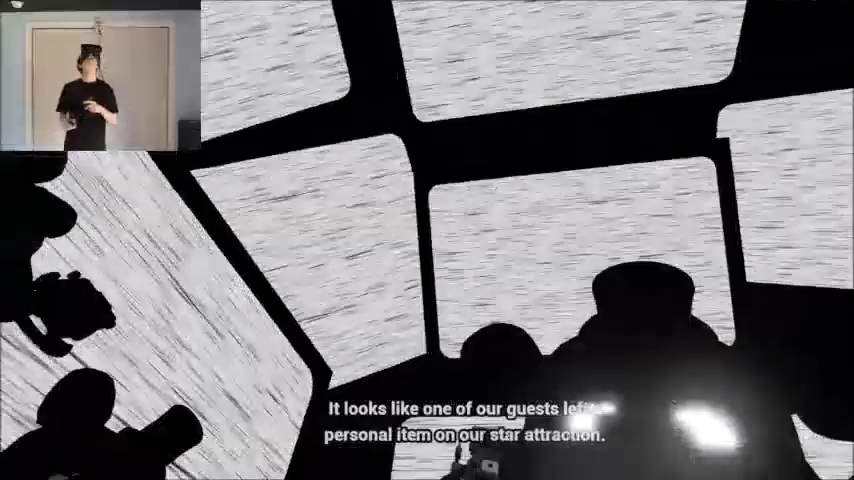 It looks like one of our guests left
personal item on our star attraction.